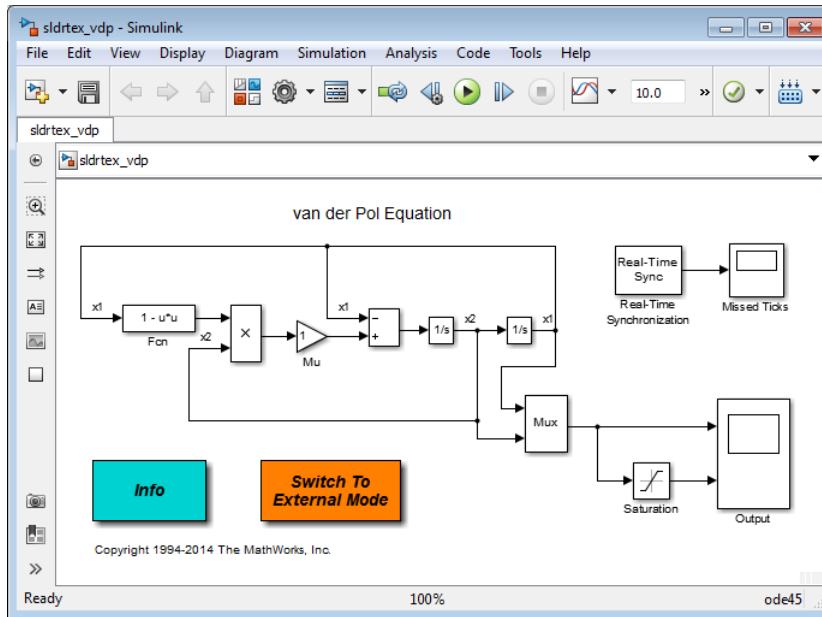 sldrtex_vdp - Simulink
File Edit View Display Diagram Simulation Analysis Code Tools Help
10.0 »
sldrtex_vdp
sldrtex_vdp
van der Pol Equation
x1
1 - u*u
Fcn
x2
×
1
Mu
x1
−
+
1/s
x2
1/s
x1
Real-Time
Sync
Real-Time
Synchronization
Missed Ticks
Mux
Saturation
Output
Info
Switch To
External Mode
Copyright 1994-2014 The MathWorks, Inc.
Ready 100% ode45